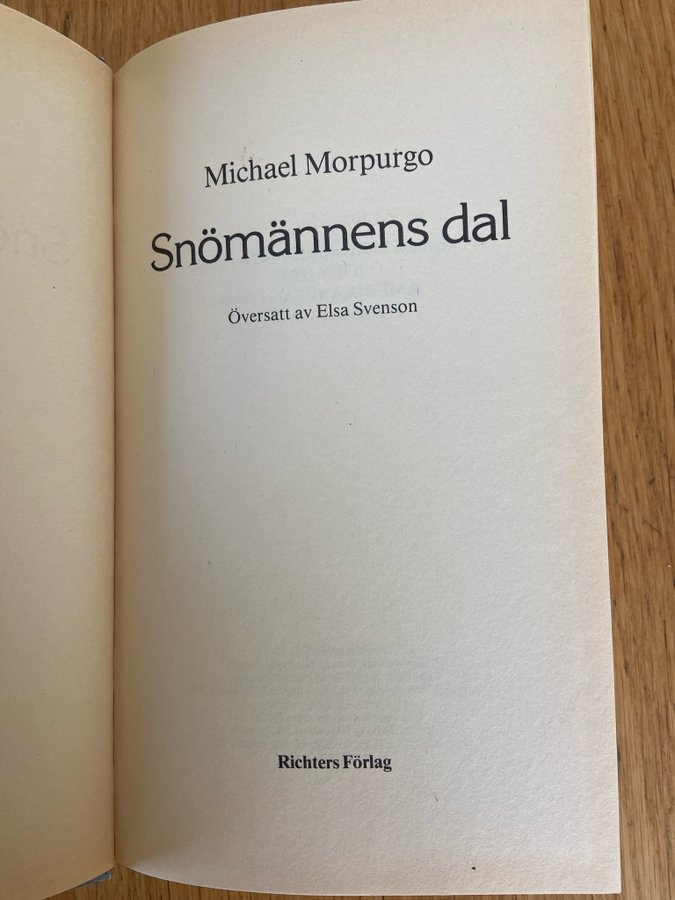 Michael Morpurgo
Snömännens dal
Översatt av Elsa Svenson
Richters Förlag